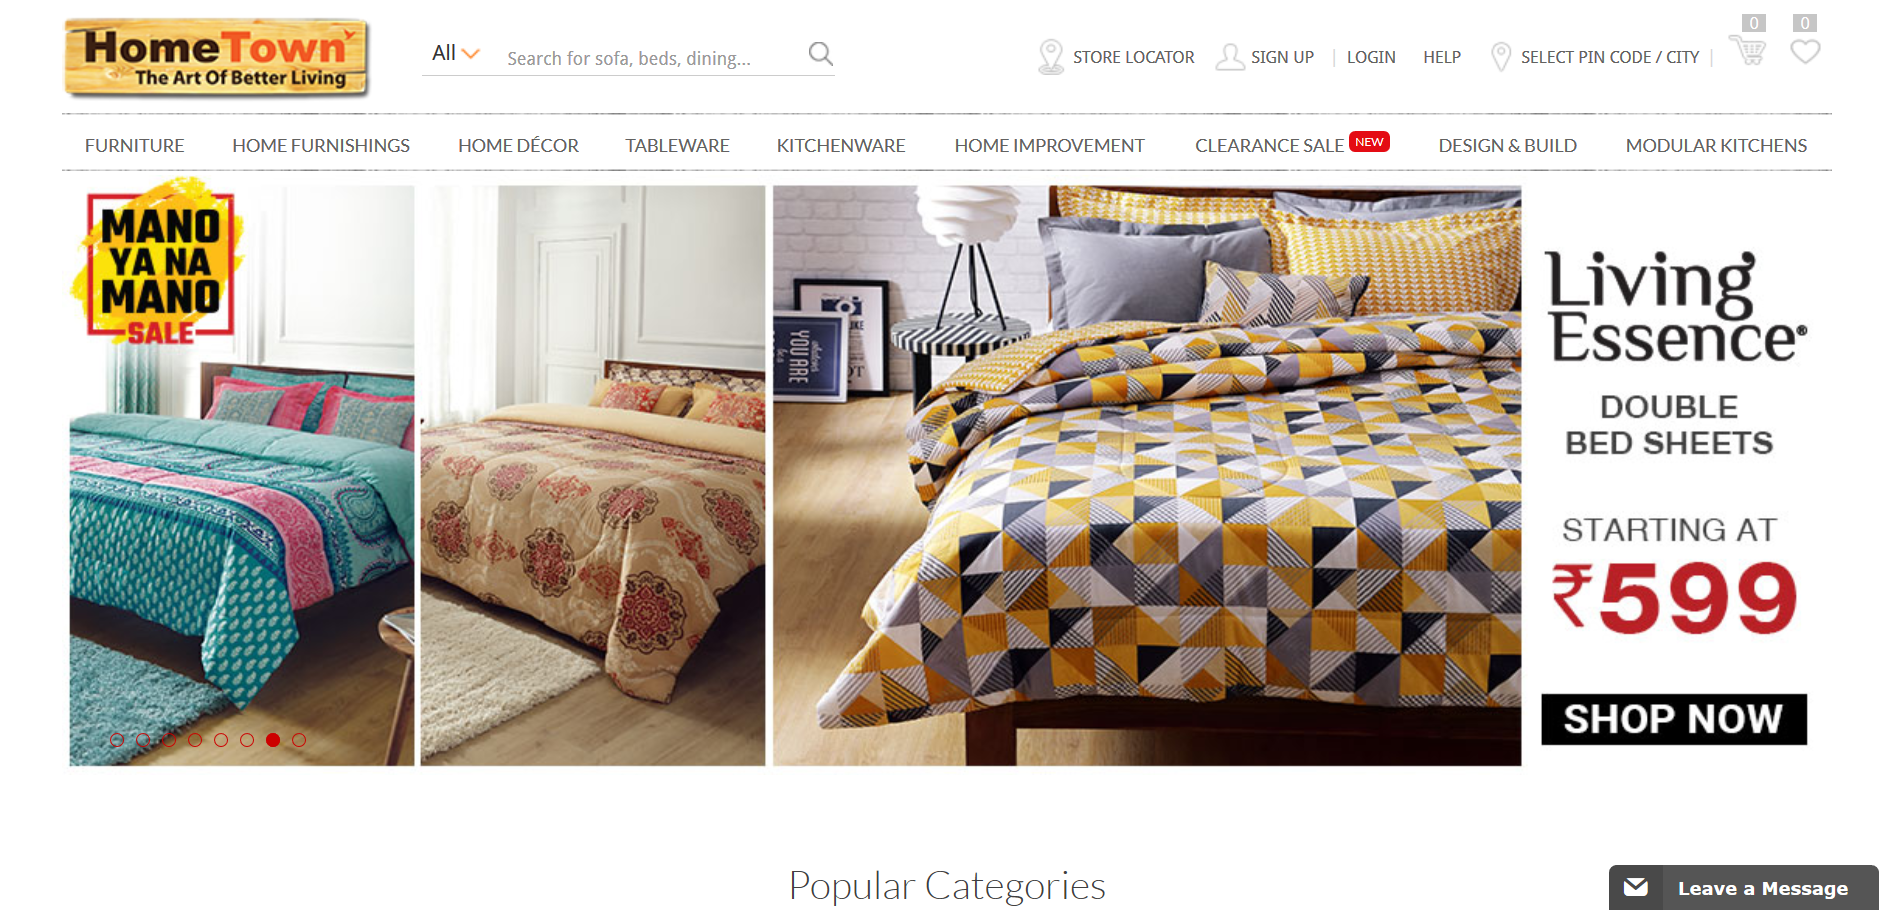 HomeTown
The Art Of Better Living
All
Search for sofa, beds, dining...
STORE LOCATOR
SIGN UP
LOGIN
HELP
SELECT PIN CODE / CITY
0
0
FURNITURE
HOME FURNISHINGS
HOME DÉCOR
TABLEWARE
KITCHENWARE
HOME IMPROVEMENT
CLEARANCE SALE NEW
DESIGN & BUILD
MODULAR KITCHENS
MANO
YA NA
MANO
SALE
YOU ARE
Living
Essence®
DOUBLE
BED SHEETS
STARTING AT
₹599
SHOP NOW
Popular Categories
Leave a Message